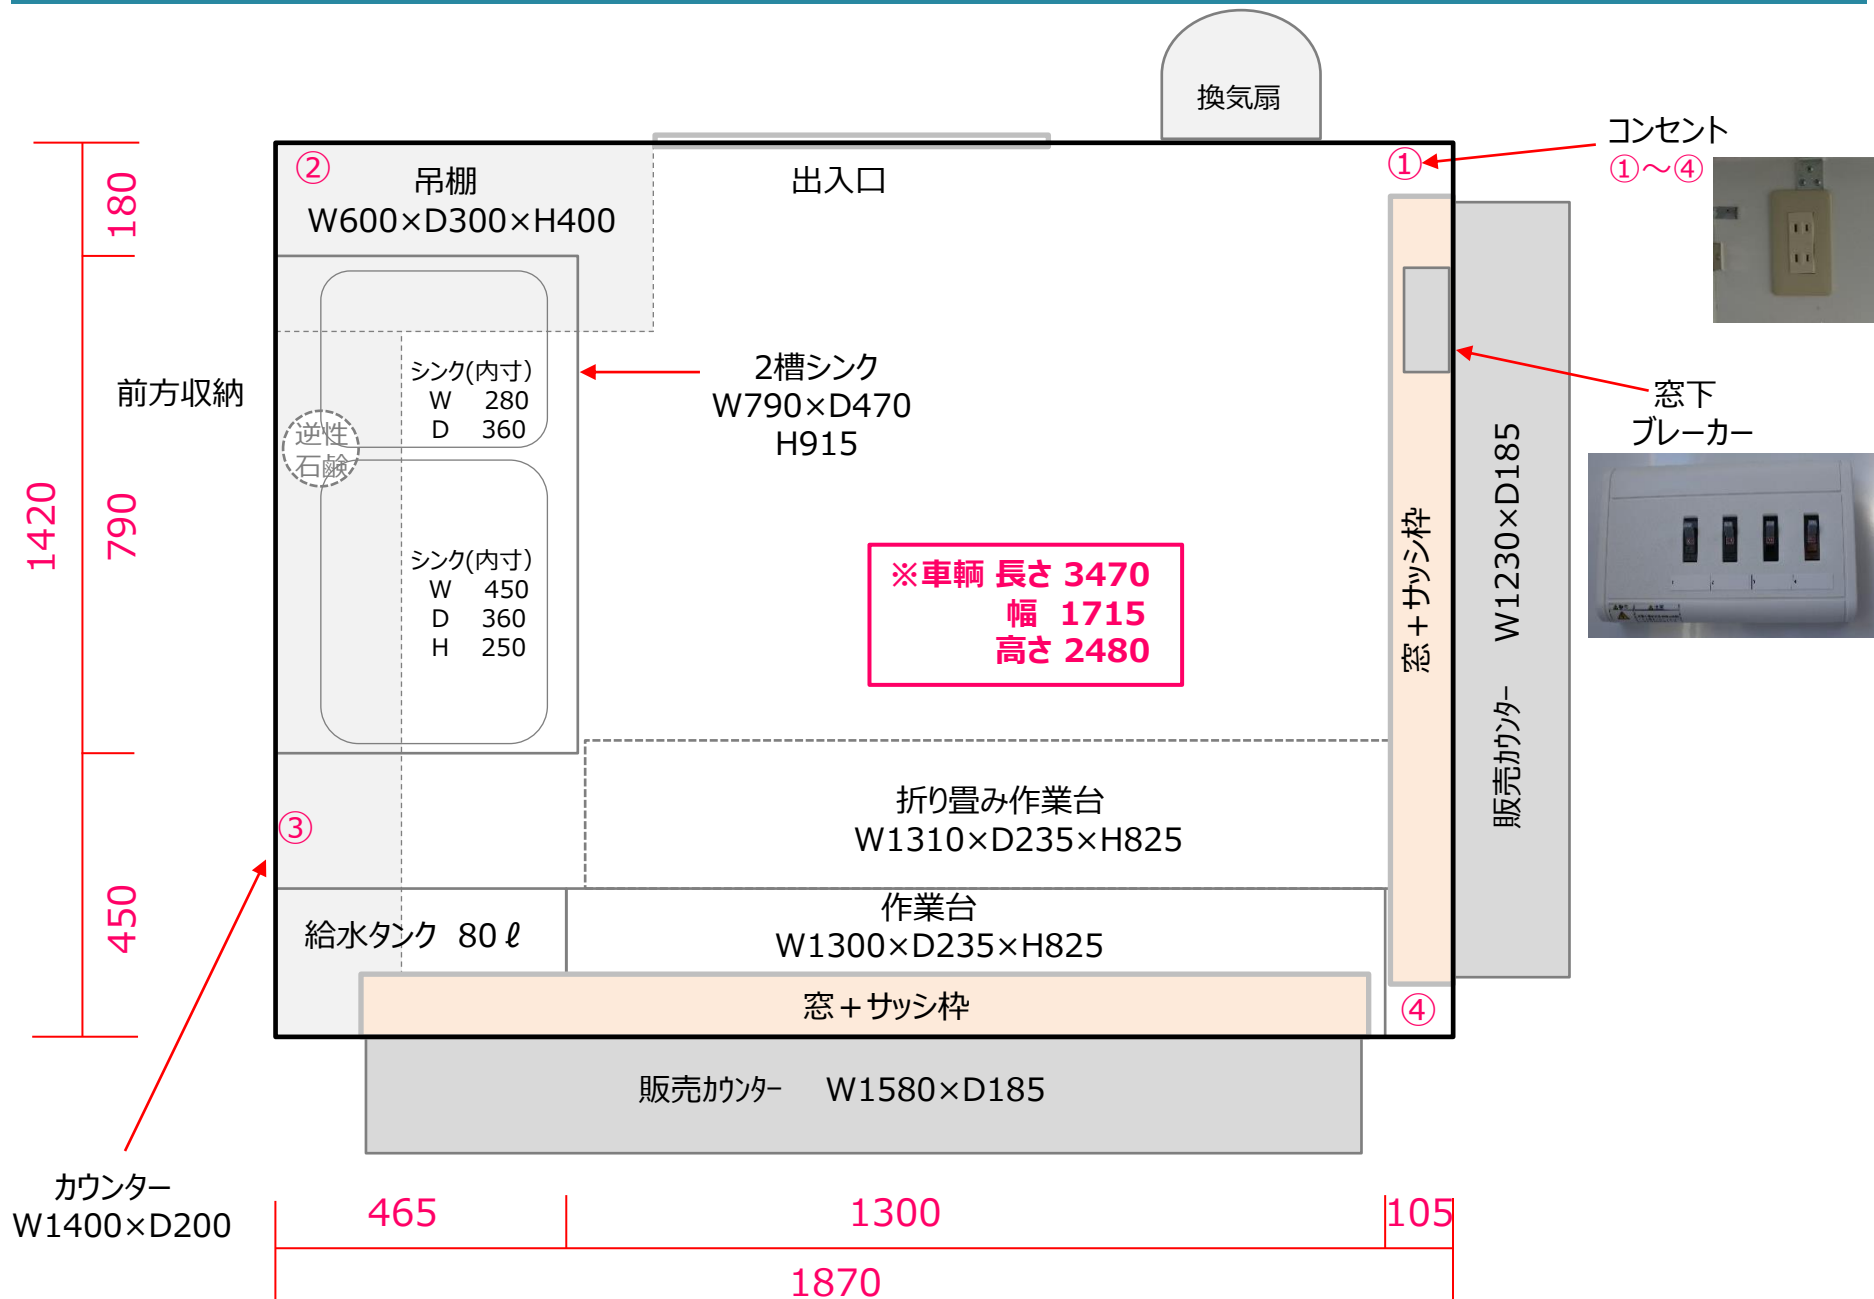 換気扇
コンセント
①～④
②
吊棚
W600×D300×H400
出入口
①
180
前方収納
シンク(内寸)
W 280
D 360
2槽シンク
W790×D470
H915
窓下
ブレーカー
逆性
石鹸
1420
790
シンク(内寸)
W 450
D 360
H 250
※車輌 長さ 3470
幅 1715
高さ 2480
窓＋サッシ枠
販売カウンター W1230×D185
折り畳み作業台
W1310×D235×H825
③
450
給水タンク 80ℓ
作業台
W1300×D235×H825
窓＋サッシ枠
④
販売カウンター W1580×D185
カウンター
W1400×D200
465
1300
105
1870